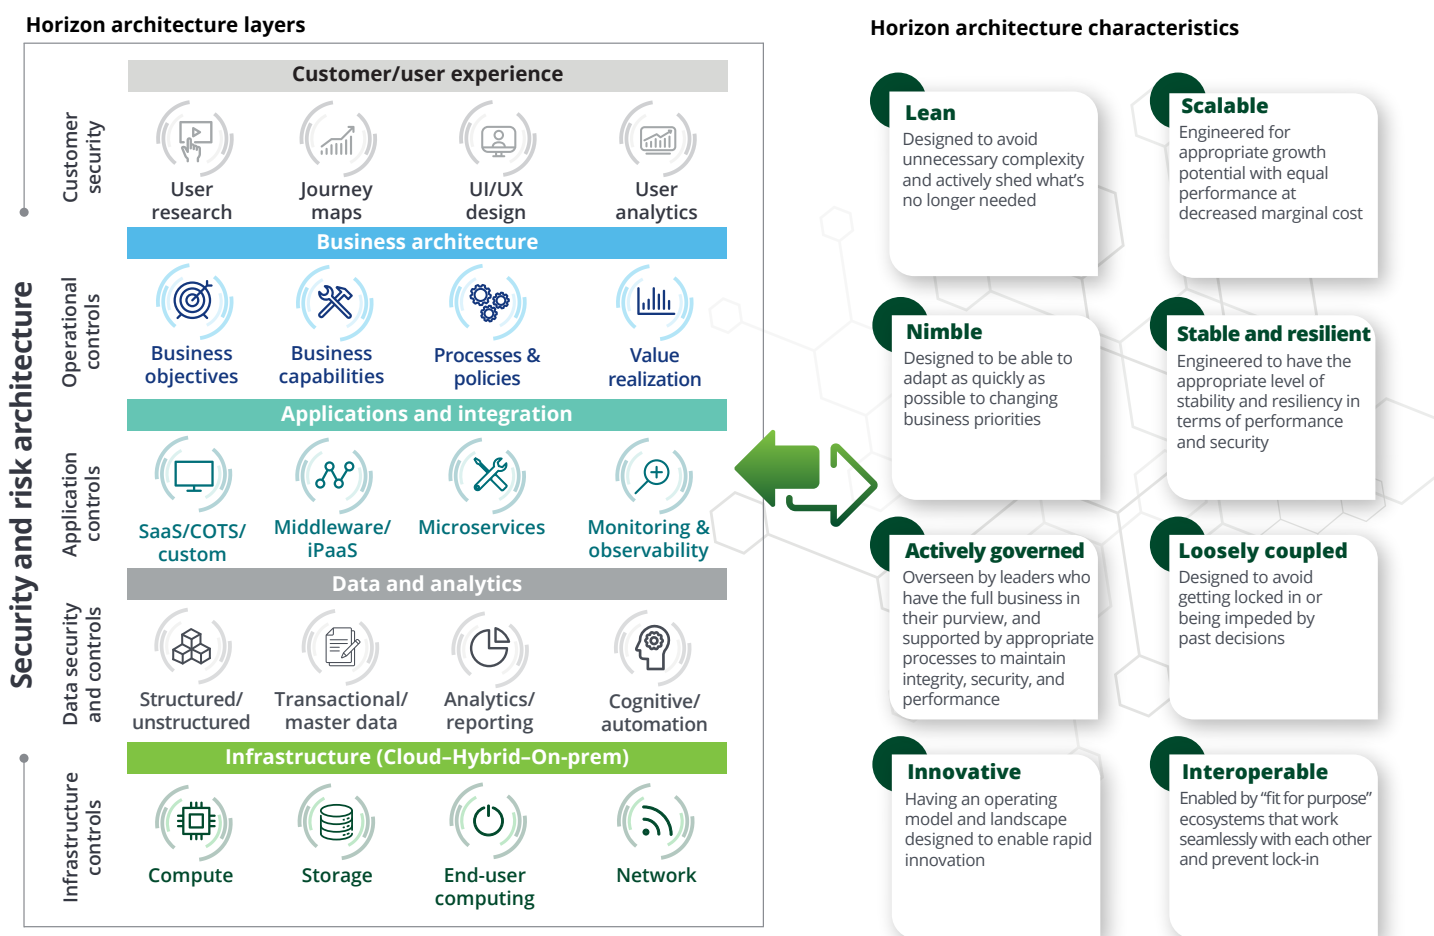 Horizon architecture layers
Security and risk architecture
Customer
security
Customer/user experience
User
research
Journey
maps
UI/UX
design
User
analytics
Operational
controls
Business architecture
Business
objectives
Business
capabilities
Processes &
policies
Value
realization
Application
controls
Applications and integration
SaaS/COTS/
custom
Middleware/
iPaaS
Microservices
Monitoring &
observability
Data security
and controls
Data and analytics
Structured/
unstructured
Transactional/
master data
Analytics/
reporting
Cognitive/
automation
Infrastructure
controls
Infrastructure (Cloud–Hybrid–On-prem)
Compute
Storage
End-user
computing
Network
Horizon architecture characteristics
Lean
Designed to avoid
unnecessary complexity
and actively shed what’s
no longer needed
Scalable
Engineered for
appropriate growth
potential with equal
performance at
decreased marginal cost
Nimble
Designed to be able to
adapt as quickly as
possible to changing
business priorities
Stable and resilient
Engineered to have the
appropriate level of
stability and resiliency in
terms of performance
and security
Actively governed
Overseen by leaders who
have the full business in
their purview, and
supported by appropriate
processes to maintain
integrity, security, and
performance
Loosely coupled
Designed to avoid
getting locked in or
being impeded by
past decisions
Innovative
Having an operating
model and landscape
designed to enable rapid
innovation
Interoperable
Enabled by “fit for purpose”
ecosystems that work
seamlessly with each other
and prevent lock-in